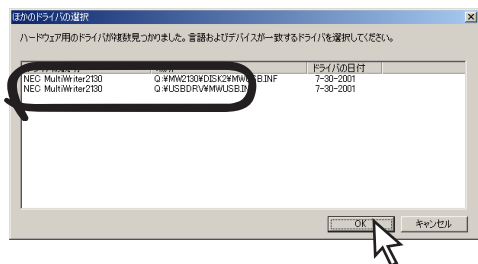 ほかのドライバの選択
ハードウェア用のドライバが複数見つかりました。言語およびデバイスが一致するドライバを選択してください。
ドライバの日付
NEC MultiWriter2130 Q:¥MW2130¥DISK2¥MWUSB.INF 7-30-2001
NEC MultiWriter2130 Q:¥USBDRV¥MWUSB.INF 7-30-2001
OK キャンセル